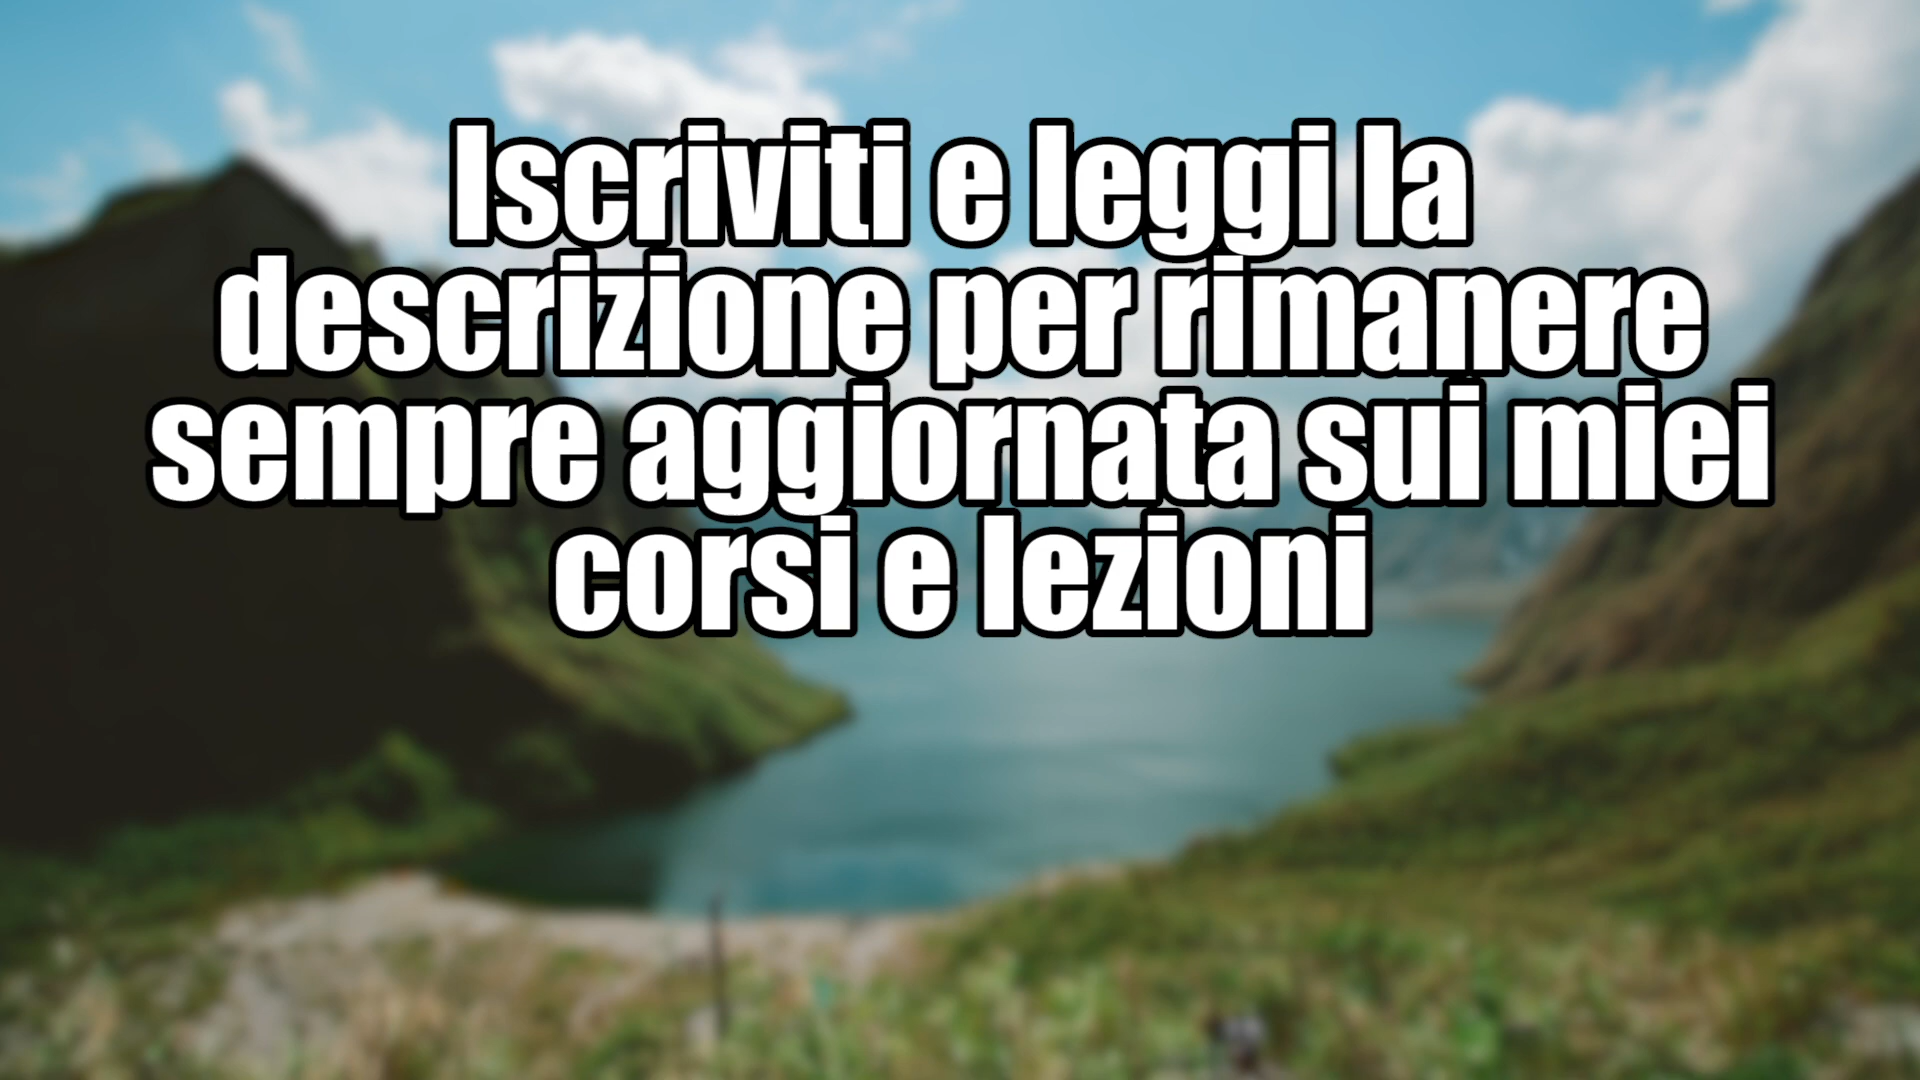 Iscriviti e leggi la
descrizione per rimanere
sempre aggiornata sui miei
corsi e lezioni